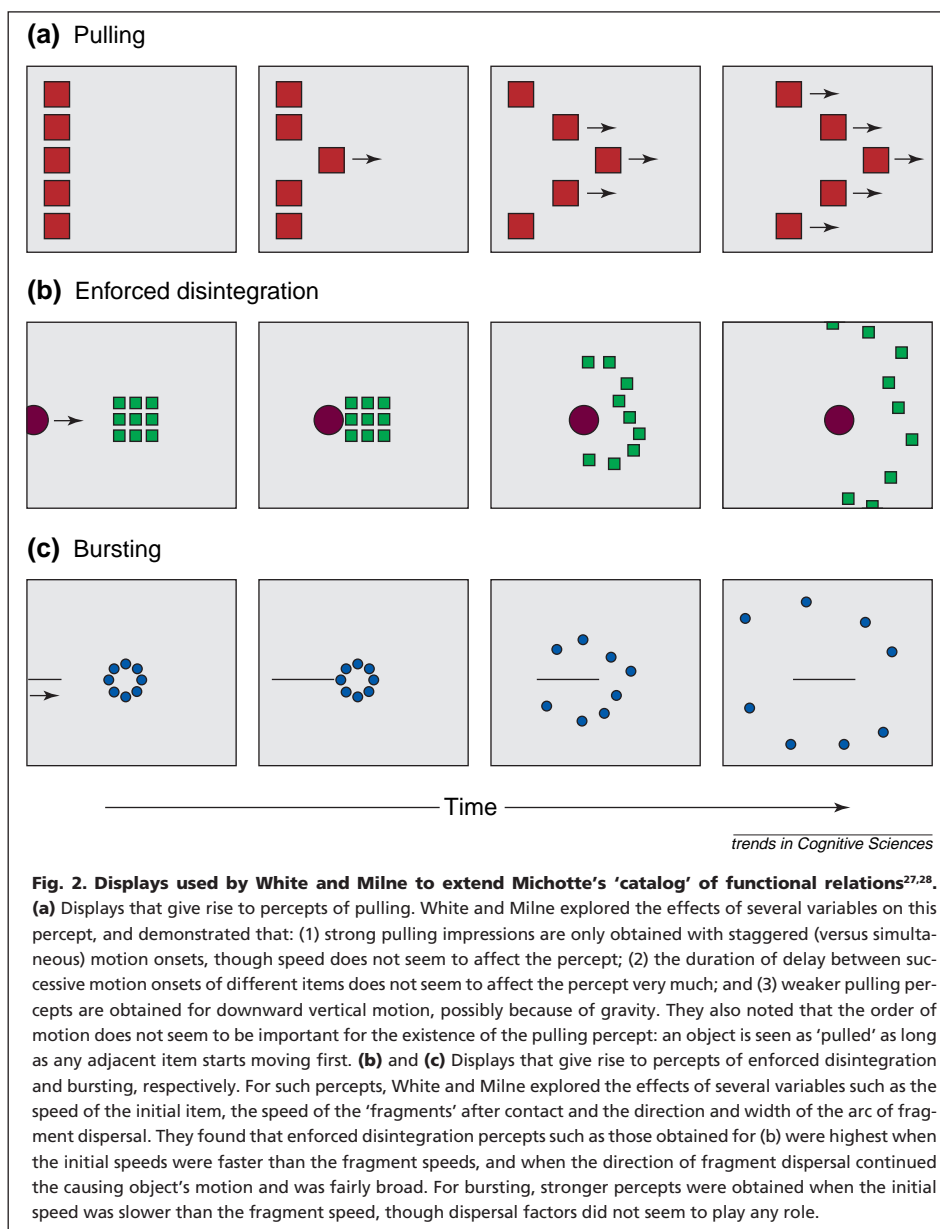 (a) Pulling
(b) Enforced disintegration
(c) Bursting
Time
trends in Cognitive Sciences
Fig. 2. Displays used by White and Milne to extend Michotte's 'catalog' of functional relations27,28.
(a) Displays that give rise to percepts of pulling. White and Milne explored the effects of several variables on this
percept, and demonstrated that: (1) strong pulling impressions are only obtained with staggered (versus simulta-
neous) motion onsets, though speed does not seem to affect the percept; (2) the duration of delay between suc-
cessive motion onsets of different items does not seem to affect the percept very much; and (3) weaker pulling per-
cepts are obtained for downward vertical motion, possibly because of gravity. They also noted that the order of
motion does not seem to be important for the existence of the pulling percept: an object is seen as 'pulled' as long
as any adjacent item starts moving first. (b) and (c) Displays that give rise to percepts of enforced disintegration
and bursting, respectively. For such percepts, White and Milne explored the effects of several variables such as the
speed of the initial item, the speed of the 'fragments' after contact and the direction and width of the arc of frag-
ment dispersal. They found that enforced disintegration percepts such as those obtained for (b) were highest when
the initial speeds were faster than the fragment speeds, and when the direction of fragment dispersal continued
the causing object's motion and was fairly broad. For bursting, stronger percepts were obtained when the initial
speed was slower than the fragment speed, though dispersal factors did not seem to play any role.